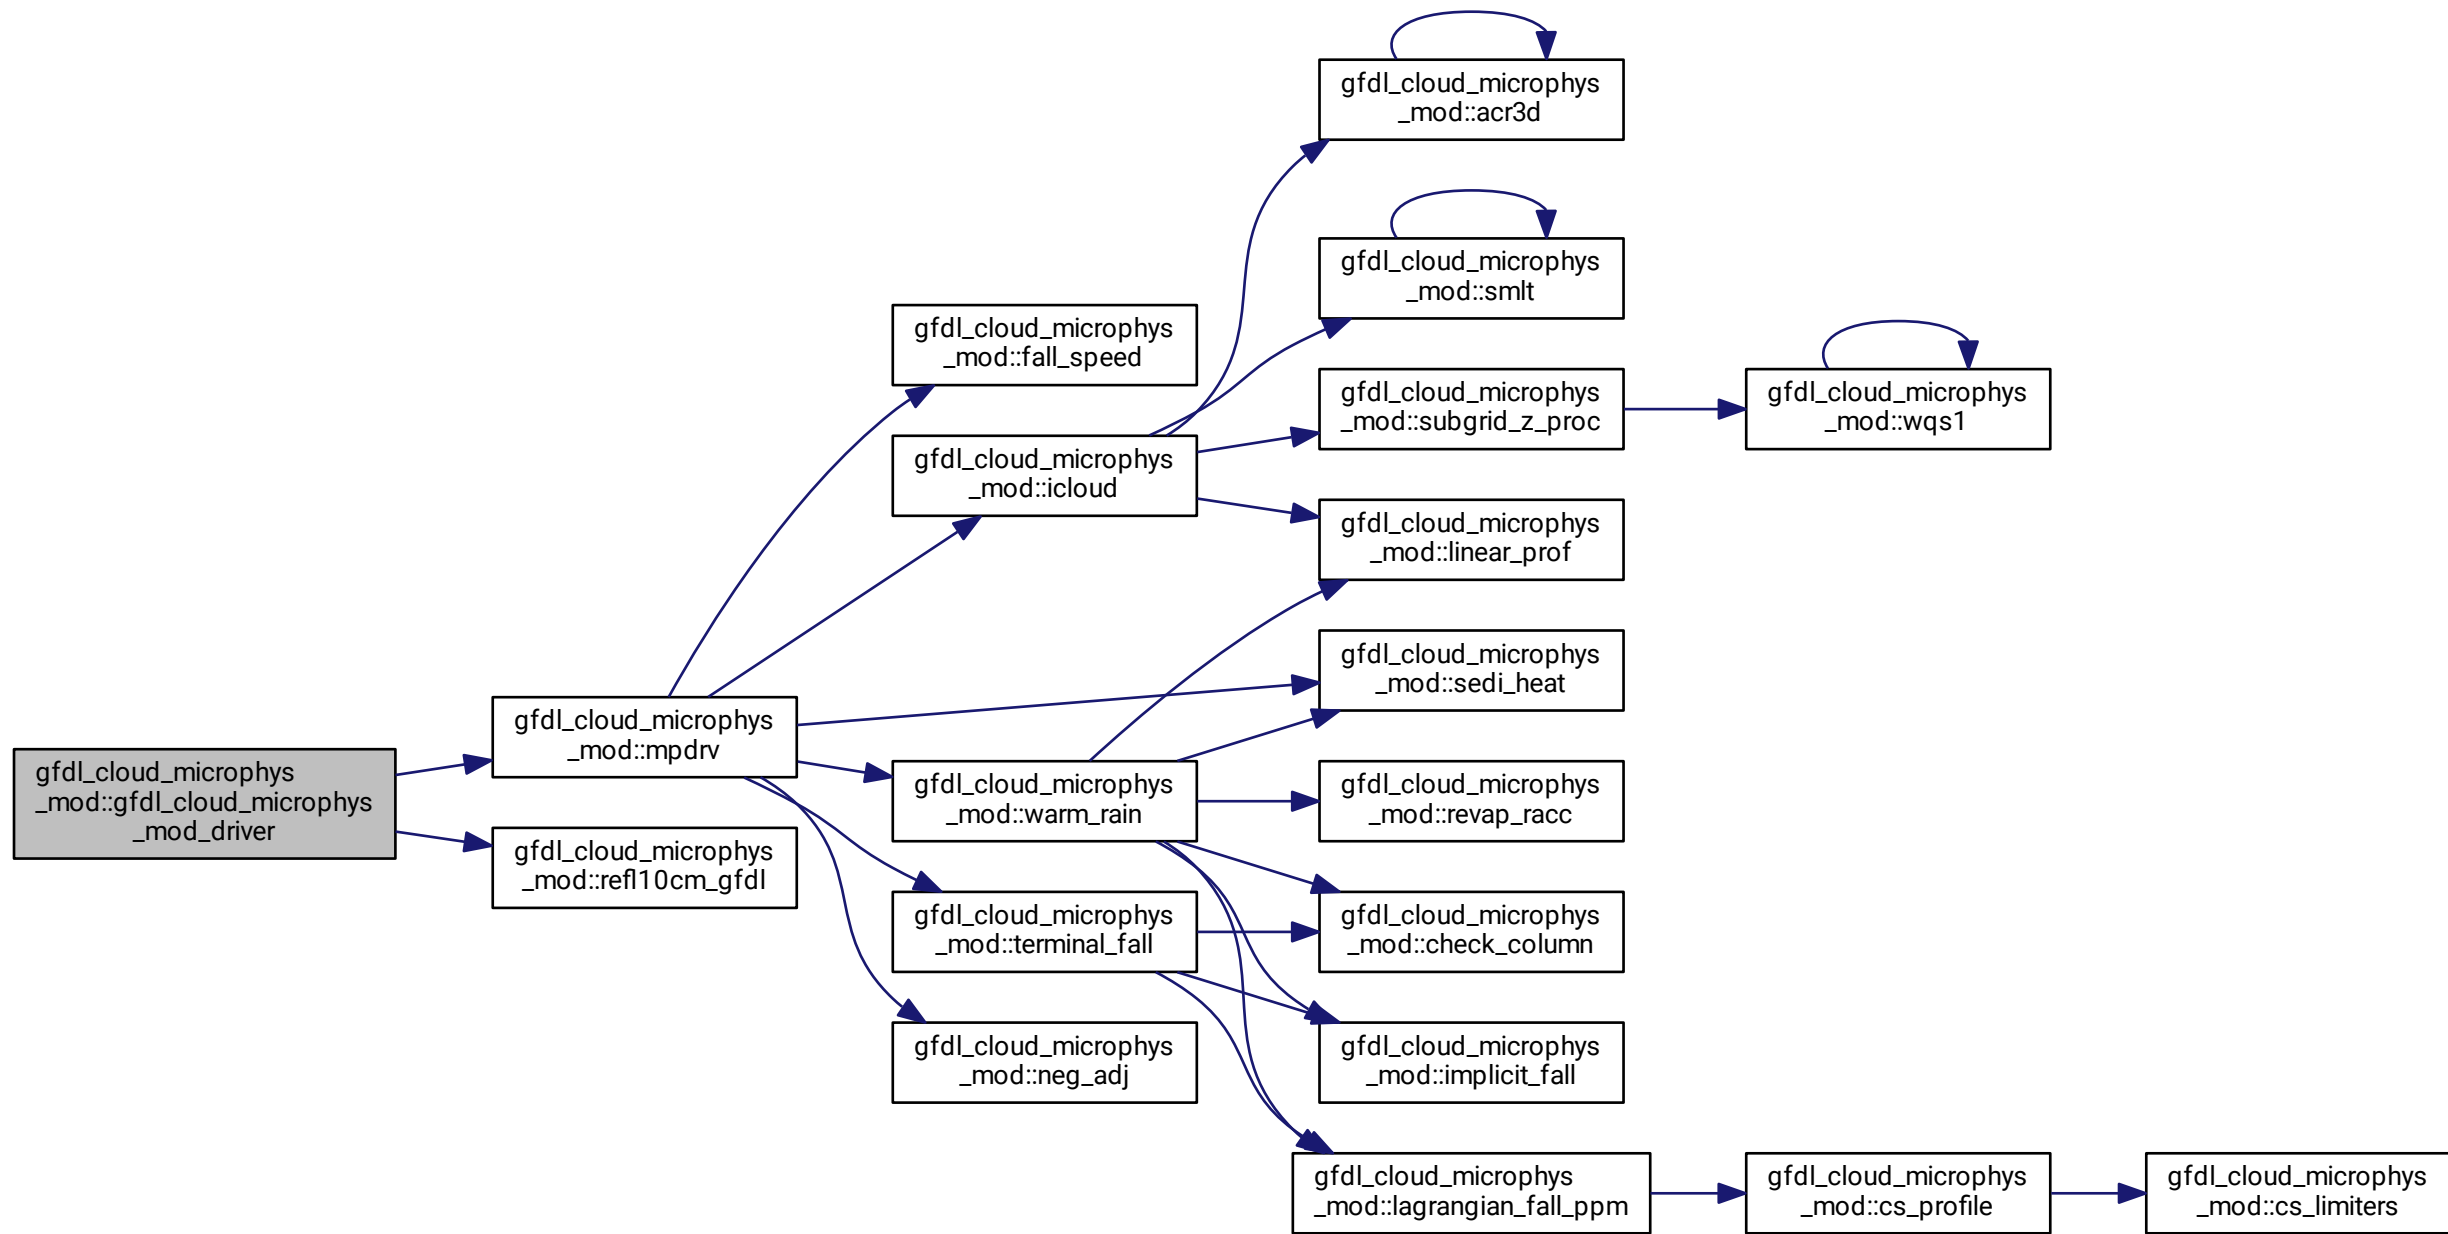 gfdl_cloud_microphys
_mod::gfdl_cloud_microphys
_mod_driver
gfdl_cloud_microphys
_mod::mpdrv
gfdl_cloud_microphys
_mod::refl10cm_gfdl
gfdl_cloud_microphys
_mod::fall_speed
gfdl_cloud_microphys
_mod::icloud
gfdl_cloud_microphys
_mod::warm_rain
gfdl_cloud_microphys
_mod::terminal_fall
gfdl_cloud_microphys
_mod::neg_adj
gfdl_cloud_microphys
_mod::acr3d
gfdl_cloud_microphys
_mod::smlt
gfdl_cloud_microphys
_mod::subgrid_z_proc
gfdl_cloud_microphys
_mod::linear_prof
gfdl_cloud_microphys
_mod::sedi_heat
gfdl_cloud_microphys
_mod::revap_racc
gfdl_cloud_microphys
_mod::check_column
gfdl_cloud_microphys
_mod::implicit_fall
gfdl_cloud_microphys
_mod::lagrangian_fall_ppm
gfdl_cloud_microphys
_mod::wqs1
gfdl_cloud_microphys
_mod::cs_profile
gfdl_cloud_microphys
_mod::cs_limiters